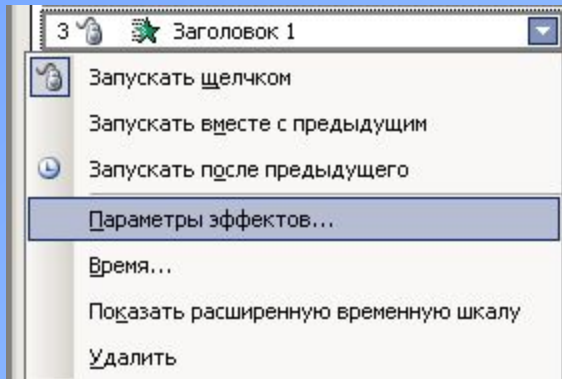 3 Заголовок 1
Запускать щелчком
Запускать вместе с предыдущим
Запускать после предыдущего
Параметры эффектов...
Время...
Показать расширенную временную шкалу
Удалить